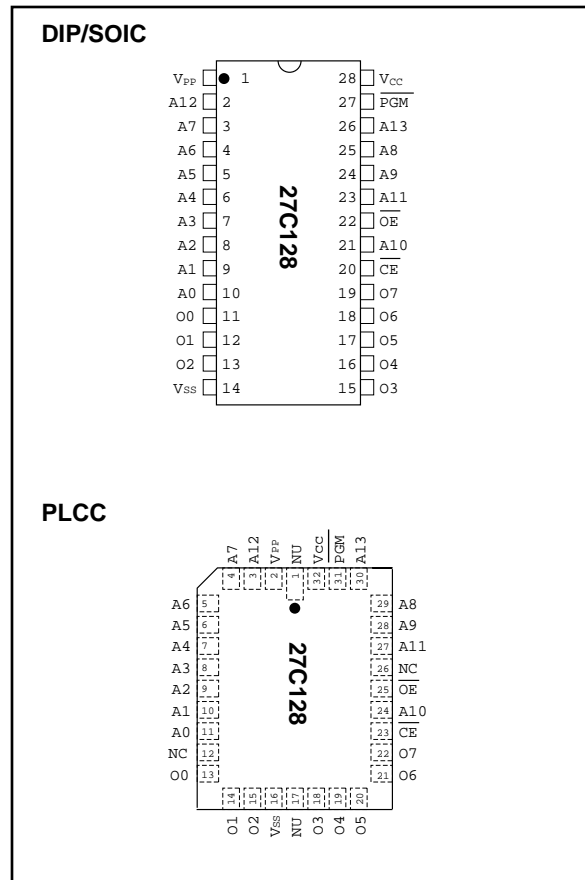 DIP/SOIC
VPP 1 28 VCC
A12 2 27 PGM
A7 3 26 A13
A6 4 25 A8
A5 5 24 A9
A4 6 23 A11
A3 7 22 OE
A2 8 21 A10
A1 9 20 CE
A0 10 19 O7
O0 11 18 O6
O1 12 17 O5
O2 13 16 O4
VSS 14 15 O3
27C128
PLCC
A7 A12 VPP NU VCC PGM A13
4 3 2 1 32 31 30
A6 5 29 A8
A5 6 28 A9
A4 7 27 A11
A3 8 26 NC
A2 9 25 OE
A1 10 24 A10
A0 11 23 CE
NC 12 22 O7
O0 13 21 O6
27C128
14 15 16 17 18 19 20
O1 O2 VSS NU O3 O4 O5